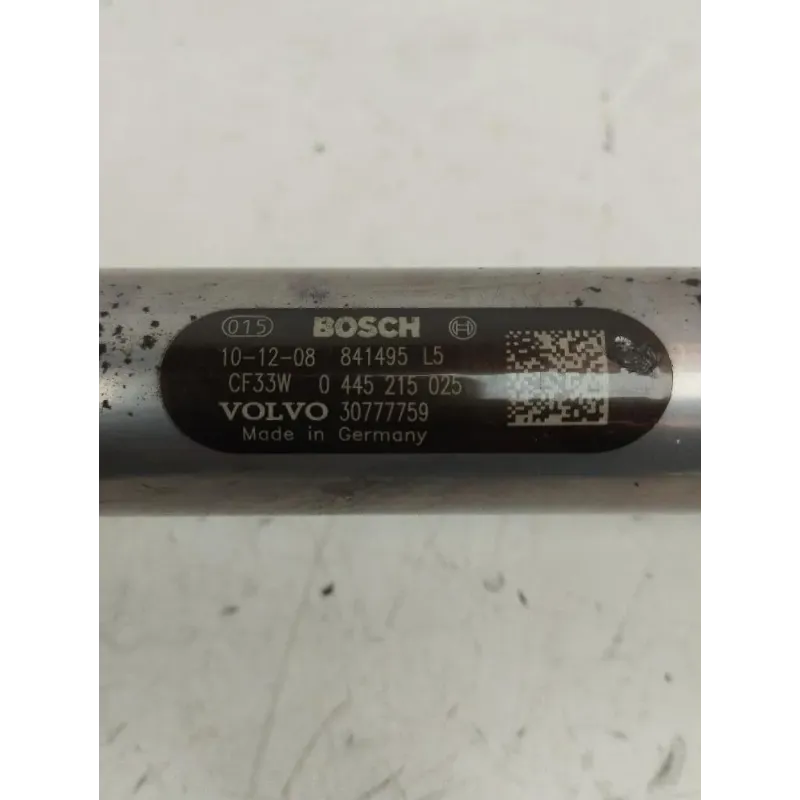 015 BOSCH
10-12-08 841495 L5
CF33W 0 445 215 025
VOLVO 30777759
Made in Germany